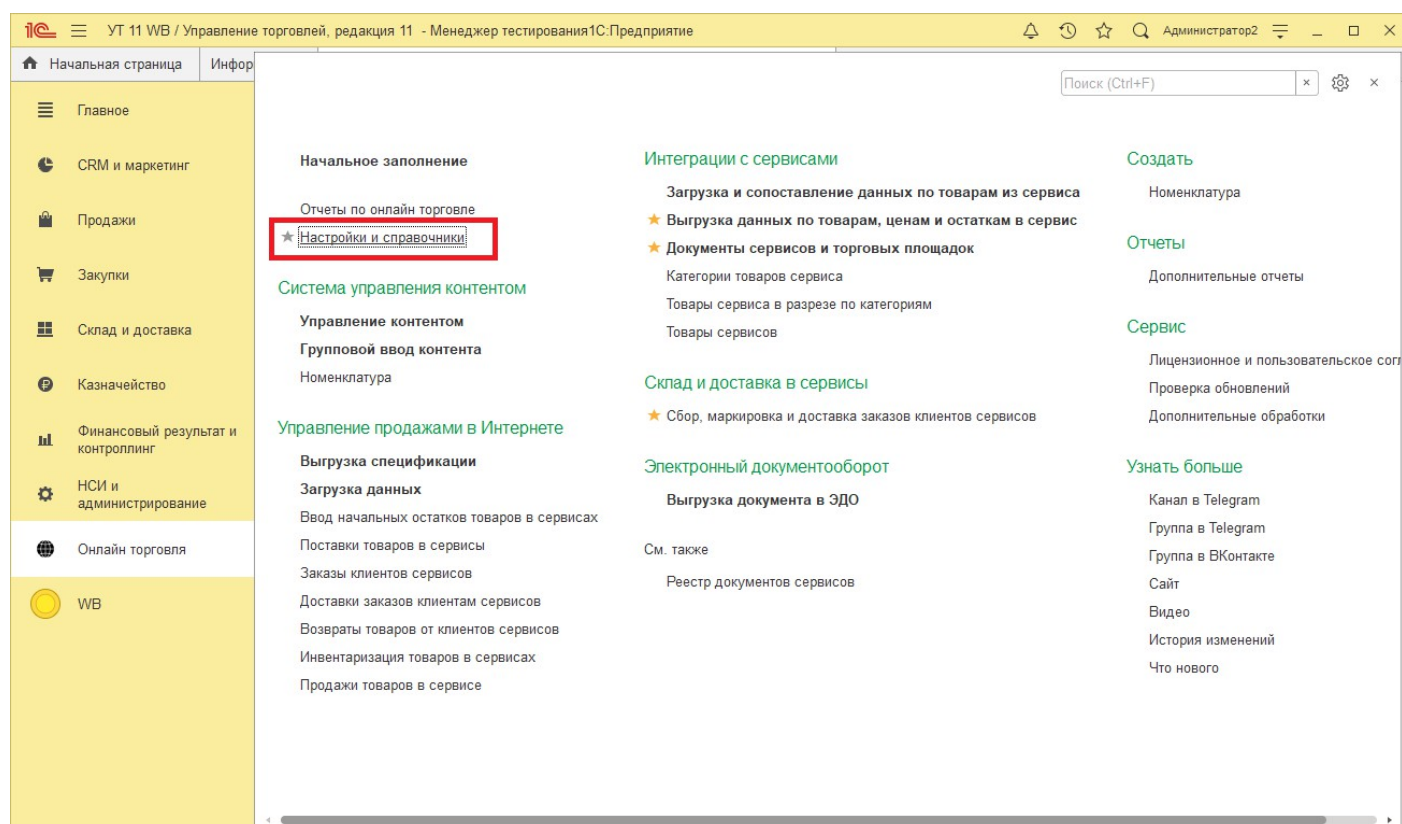 1С УТ 11 WB / Управление торговлей, редакция 11 - Менеджер тестирования1С:Предприятие Администратор2
Начальная страница Инфор
Поиск (Ctrl+F)
Главное
CRM и маркетинг
Продажи
Закупки
Склад и доставка
Казначейство
Финансовый результат и
контроллинг
НСИ и
администрирование
Онлайн торговля
WB
Начальное заполнение
Отчеты по онлайн торговле
Настройки и справочники
Система управления контентом
Управление контентом
Групповой ввод контента
Номенклатура
Управление продажами в Интернете
Выгрузка спецификации
Загрузка данных
Ввод начальных остатков товаров в сервисах
Поставки товаров в сервисы
Заказы клиентов сервисов
Доставки заказов клиентам сервисов
Возвраты товаров от клиентов сервисов
Инвентаризация товаров в сервисах
Продажи товаров в сервисе
Интеграции с сервисами
Загрузка и сопоставление данных по товарам из сервиса
Выгрузка данных по товарам, ценам и остаткам в сервис
Документы сервисов и торговых площадок
Категории товаров сервиса
Товары сервиса в разрезе по категориям
Товары сервисов
Склад и доставка в сервисы
Сбор, маркировка и доставка заказов клиентов сервисов
Электронный документооборот
Выгрузка документа в ЭДО
См. также
Реестр документов сервисов
Создать
Номенклатура
Отчеты
Дополнительные отчеты
Сервис
Лицензионное и пользовательское согл
Проверка обновлений
Дополнительные обработки
Узнать больше
Канал в Telegram
Группа в Telegram
Группа в ВКонтакте
Сайт
Видео
История изменений
Что нового